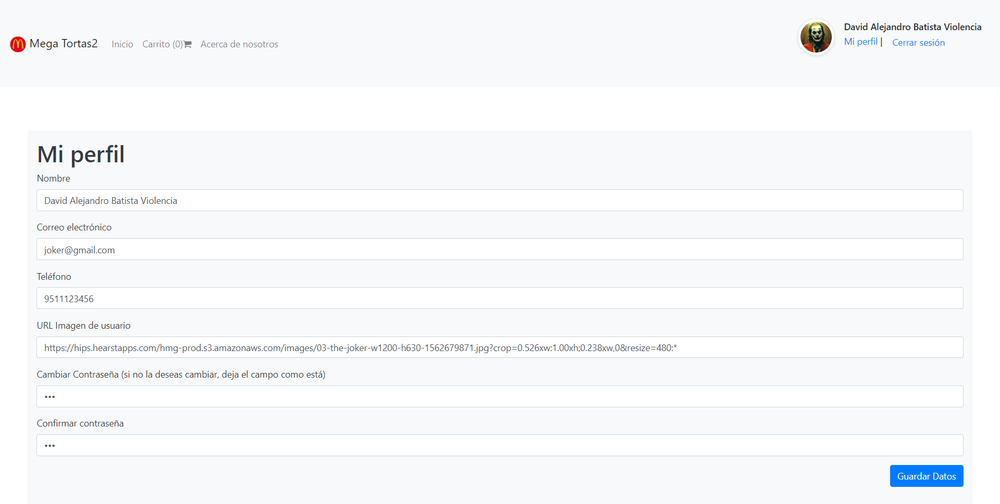 Mega Tortas2 Inicio Carrito (0) Acerca de nosotros
David Alejandro Batista Violencia
Mi perfil | Cerrar sesión
Mi perfil
Nombre
David Alejandro Batista Violencia
Correo electrónico
joker@gmail.com
Teléfono
9511123456
URL Imagen de usuario
https://hips.hearstapps.com/hmg-prod.s3.amazonaws.com/images/03-the-joker-w1200-h630-1562679871.jpg?crop=0.526xw:1.00xh;0.238xw,0&resize=480:*
Cambiar Contraseña (si no la deseas cambiar, deja el campo como está)
•••
Confirmar contraseña
•••
Guardar Datos